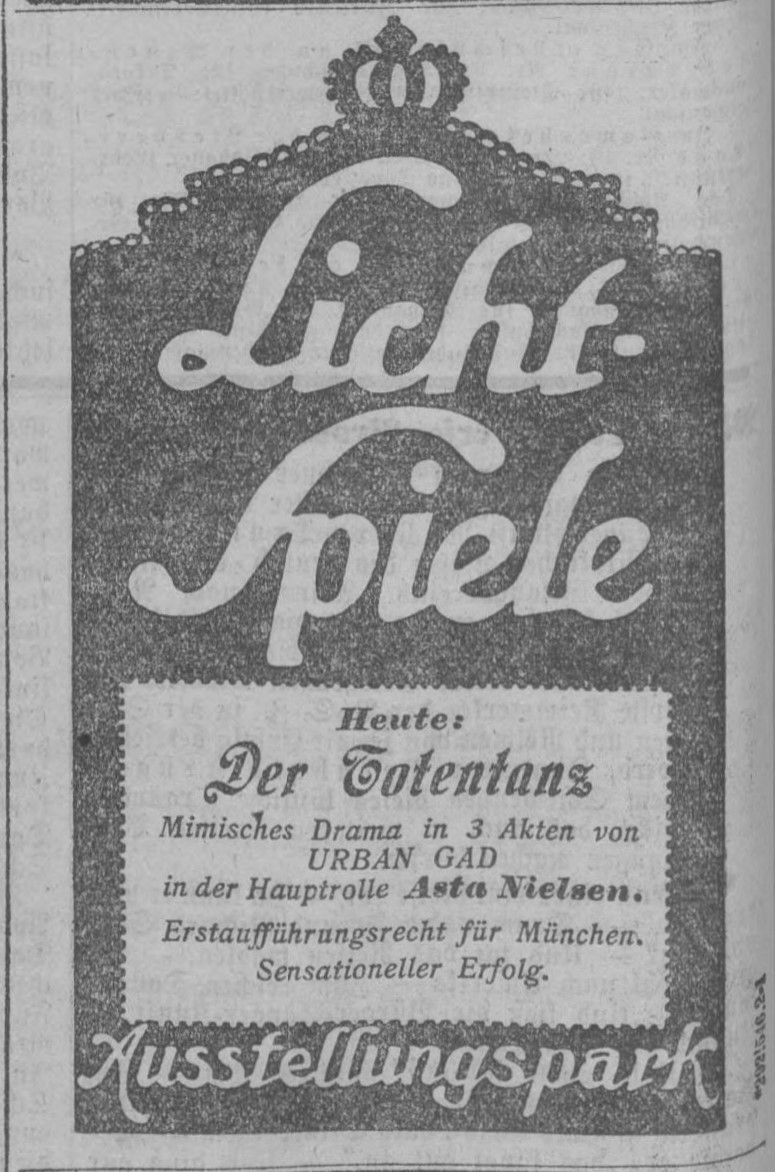 Licht-
Spiele
Heute:
Der Totentanz
Mimisches Drama in 3 Akten von
URBAN GAD
in der Hauptrolle Asta Nielsen.
Erstaufführungsrecht für München.
Sensationeller Erfolg.
Ausstellungspark